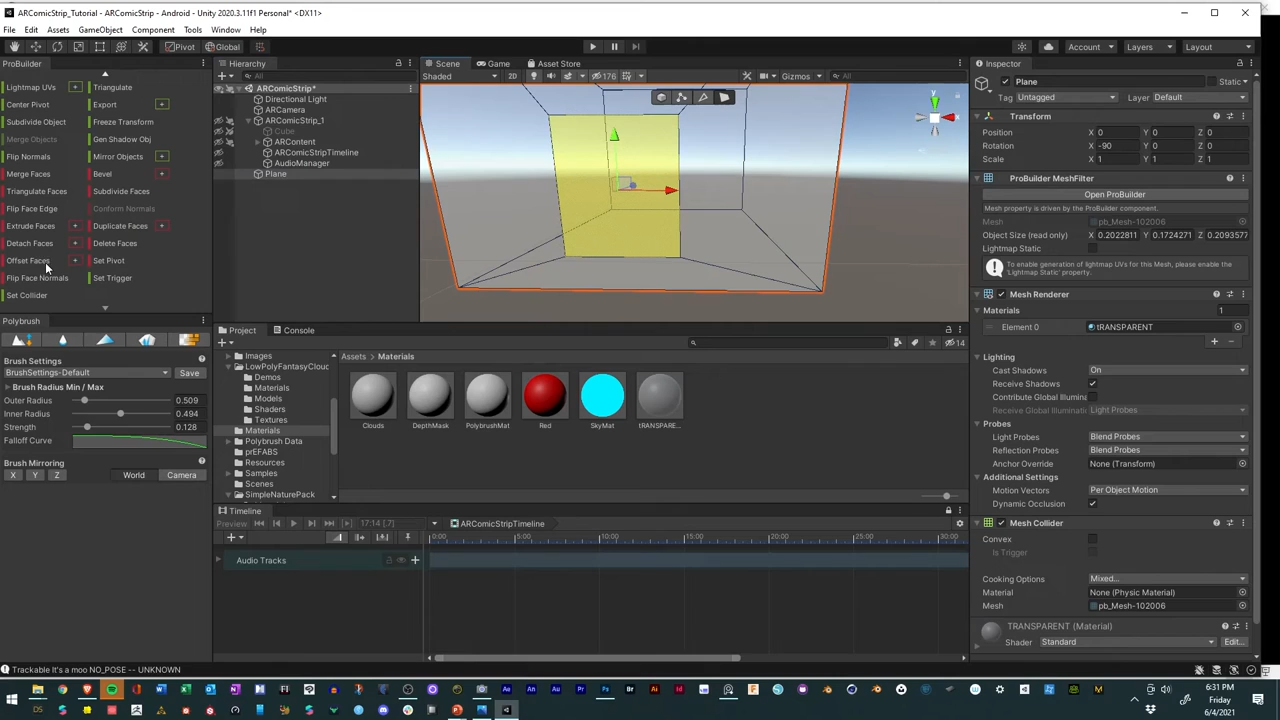 ARComicStrip_Tutorial - ARComicStrip - Android - Unity 2020.3.11f1 Personal* <DX11>
File Edit Assets GameObject Component Tools Window Help
Pivot Global Account Layers Layout
ProBuilder
Lightmap UVs + Triangulate
Center Pivot Export +
Subdivide Object Freeze Transform
Merge Objects Gen Shadow Obj
Flip Normals Mirror Objects +
Merge Faces Bevel +
Triangulate Faces Subdivide Faces
Flip Face Edge Conform Normals
Extrude Faces + Duplicate Faces +
Detach Faces + Delete Faces
Offset Faces + Set Pivot
Flip Face Normals Set Trigger
Set Collider
Polybrush
Brush Settings
BrushSettings-Default Save
Brush Radius Min / Max
Outer Radius 0.509
Inner Radius 0.494
Strength 0.128
Falloff Curve
Brush Mirroring
X Y Z World Camera
Hierarchy
+ All
ARComicStrip*
Directional Light
ARCamera
ARComicStrip_1
Cube
ARContent
ARComicStripTimeline
AudioManager
Plane
Scene Game Asset Store
Shaded 2D 176 Gizmos All
y
x
Project Console
+
14
Images
LowPolyFantasyCloud
Demos
Materials
Models
Shaders
Textures
Materials
Polybrush Data
prEFABS
Resources
Samples
Scenes
SimpleNaturePack
Assets > Materials
Clouds DepthMask PolybrushMat Red SkyMat tRANSPARE...
Timeline
Preview: 17:14 [.7] ARComicStripTimeline
0:00 5:00 10:00 15:00 20:00 25:00 30:00
Audio Tracks +
Inspector
Plane Static
Tag Untagged Layer Default
Transform
Position X 0 Y 0 Z 0
Rotation X -90 Y 0 Z 0
Scale X 1 Y 1 Z 1
ProBuilder MeshFilter
Open ProBuilder
Mesh property is driven by the ProBuilder component.
Mesh pb_Mesh-102006
Object Size (read only) X 0.2022811 Y 0.1724271 Z 0.2093577
Lightmap Static
To enable generation of lightmap UVs for this Mesh, please enable the 'Lightmap Static' property.
Mesh Renderer
Materials 1
Element 0 tRANSPARENT
+ −
Lighting
Cast Shadows On
Receive Shadows
Contribute Global Illumina
Receive Global Illuminati Light Probes
Probes
Light Probes Blend Probes
Reflection Probes Blend Probes
Anchor Override None (Transform)
Additional Settings
Motion Vectors Per Object Motion
Dynamic Occlusion
Mesh Collider
Convex
Is Trigger
Cooking Options Mixed...
Material None (Physic Material)
Mesh pb_Mesh-102006
TRANSPARENT (Material)
Shader Standard Edit...
Trackable It's a moo NO_POSE -- UNKNOWN
6:31 PM
Friday
6/4/2021